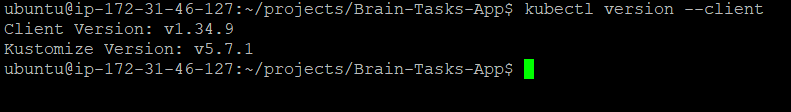 ubuntu@ip-172-31-46-127:~/projects/Brain-Tasks-App$ kubectl version --client
Client Version: v1.34.9
Kustomize Version: v5.7.1
ubuntu@ip-172-31-46-127:~/projects/Brain-Tasks-App$